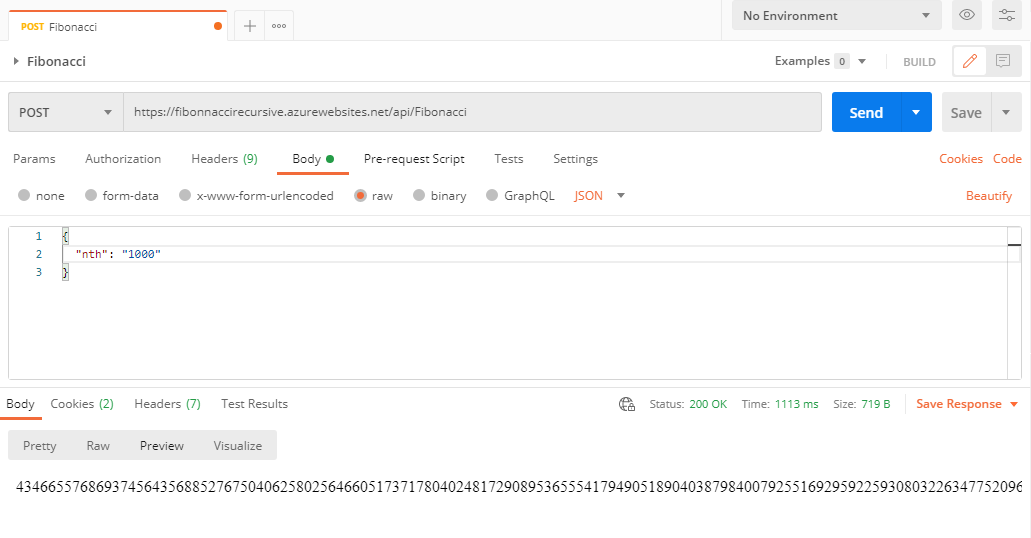 POST Fibonacci
No Environment
Fibonacci
Examples 0
BUILD
POST
https://fibonnaccirecursive.azurewebsites.net/api/Fibonacci
Send
Save
Params Authorization Headers (9) Body Pre-request Script Tests Settings
Cookies Code
none form-data x-www-form-urlencoded raw binary GraphQL JSON
Beautify
1 {
2 "nth": "1000"
3 }
Body Cookies (2) Headers (7) Test Results
Status: 200 OK Time: 1113 ms Size: 719 B Save Response
Pretty Raw Preview Visualize
434665576869374564356885276750406258025646605173717804024817290895365554179490518904038798400792551692959225930803226347752096